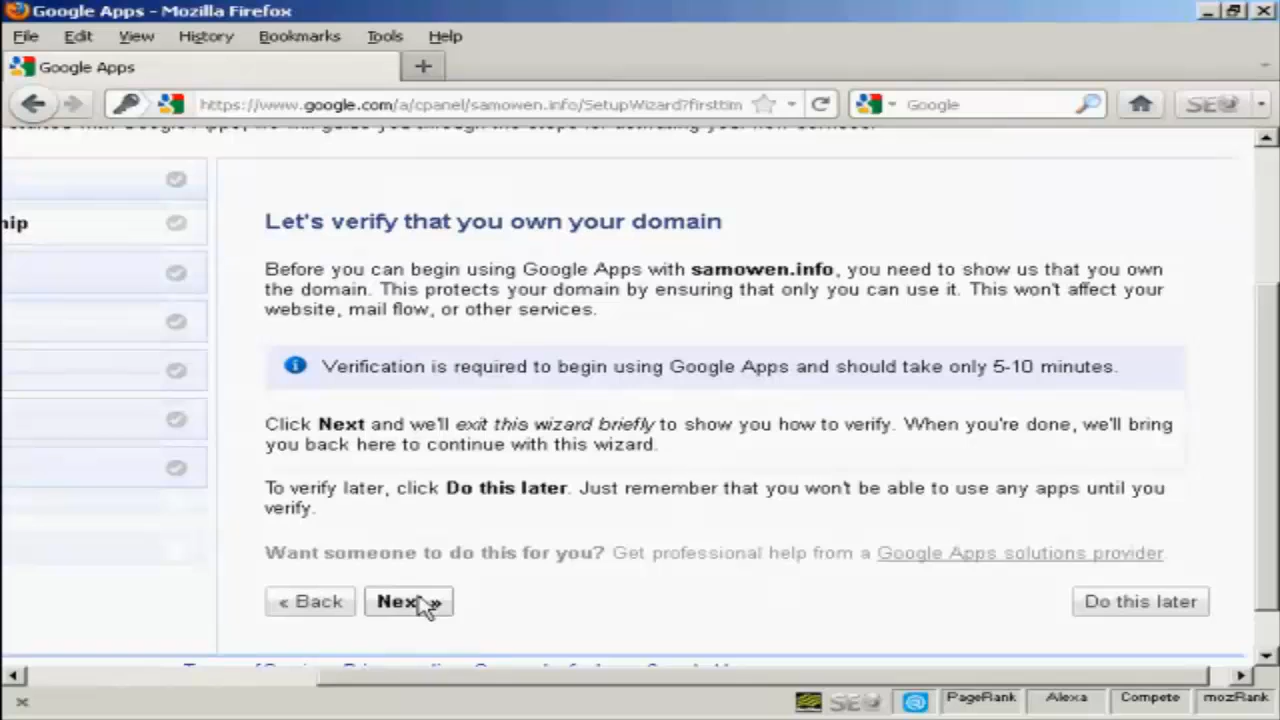 Google Apps - Mozilla Firefox
File Edit View History Bookmarks Tools Help
Google Apps
https://www.google.com/a/cpanel/samowen.info/SetupWizard?firsttim
Google
SEO
Let's verify that you own your domain
hip
Before you can begin using Google Apps with samowen.info, you need to show us that you own
the domain. This protects your domain by ensuring that only you can use it. This won't affect your
website, mail flow, or other services.
Verification is required to begin using Google Apps and should take only 5-10 minutes.
Click Next and we'll exit this wizard briefly to show you how to verify. When you're done, we'll bring
you back here to continue with this wizard.
To verify later, click Do this later. Just remember that you won't be able to use any apps until you
verify.
Want someone to do this for you? Get professional help from a Google Apps solutions provider
« Back Next » Do this later
SEO PageRank Alexa Compete mozRank